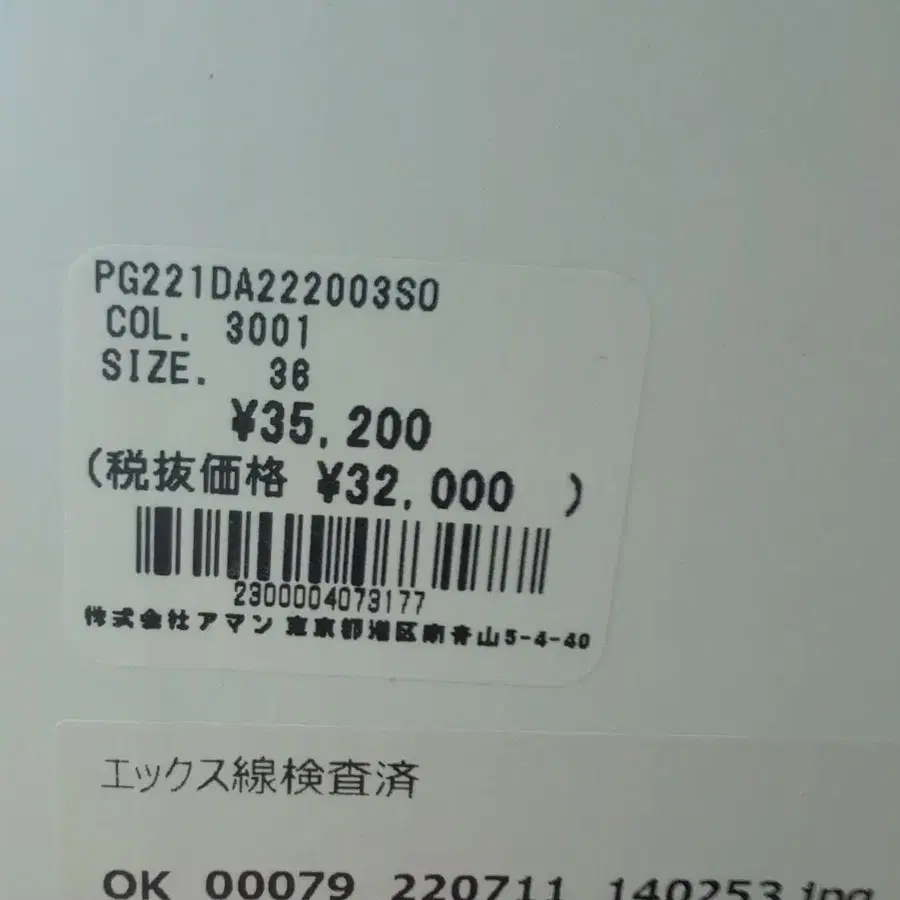 PG221DA222003SO
COL. 3001
SIZE. 36
¥35,200
(税抜価格 ¥32,000 )
2300004073177
株式会社アマン 東京都港区南青山5-4-40
エックス線検査済
OK 00079 220711 140253.jpg